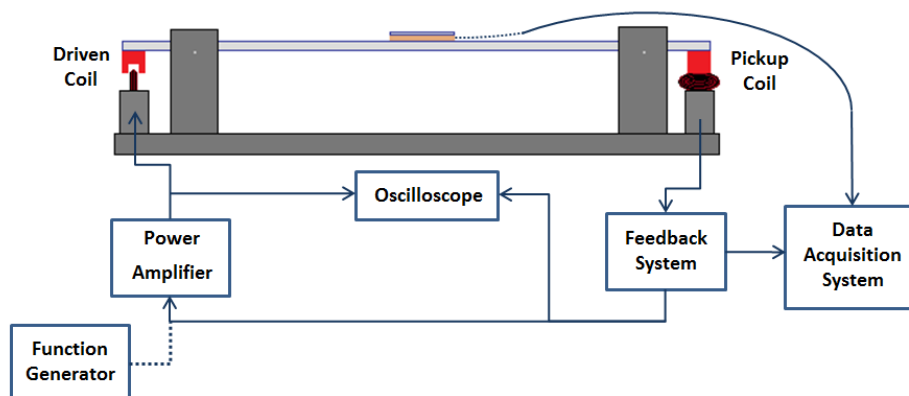 Driven
Coil
Pickup
Coil
Oscilloscope
Power
Amplifier
Feedback
System
Data
Acquisition
System
Function
Generator